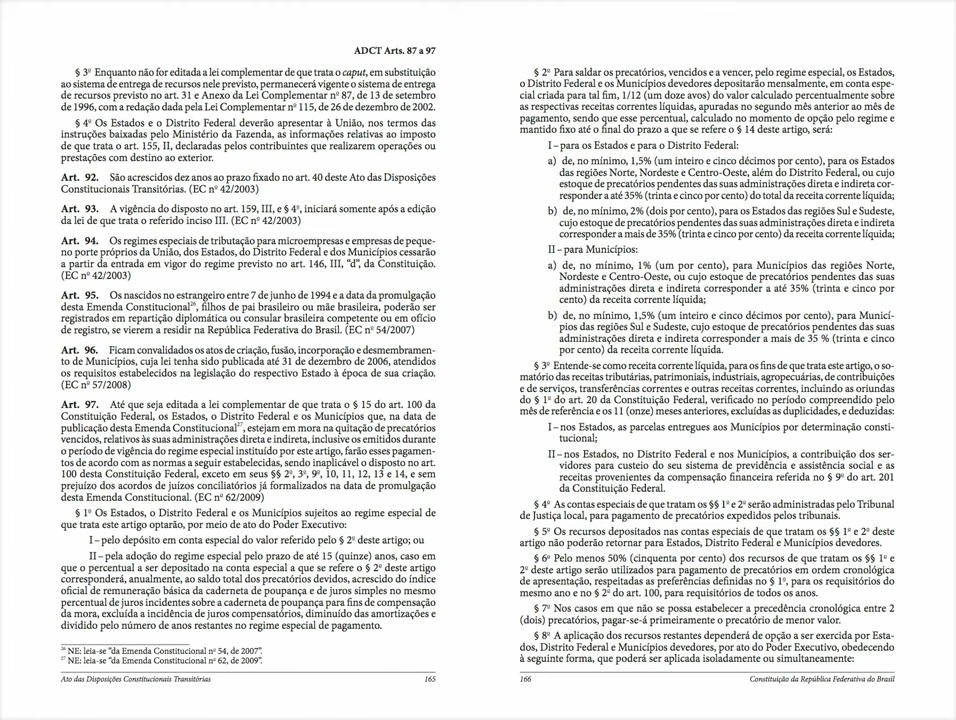 ADCT Arts. 87 a 97
§ 3º Enquanto não for editada a lei complementar de que trata o caput, em substituição
ao sistema de entrega de recursos nele previsto, permanecerá vigente o sistema de entrega
de recursos previsto no art. 31 e Anexo da Lei Complementar nº 87, de 13 de setembro
de 1996, com a redação dada pela Lei Complementar nº 115, de 26 de dezembro de 2002.
§ 4º Os Estados e o Distrito Federal deverão apresentar à União, nos termos das
instruções baixadas pelo Ministério da Fazenda, as informações relativas ao imposto
de que trata o art. 155, II, declaradas pelos contribuintes que realizarem operações ou
prestações com destino ao exterior.
Art. 92. São acrescidos dez anos ao prazo fixado no art. 40 deste Ato das Disposições
Constitucionais Transitórias. (EC nº 42/2003)
Art. 93. A vigência do disposto no art. 159, III, e § 4º, iniciará somente após a edição
da lei de que trata o referido inciso III. (EC nº 42/2003)
Art. 94. Os regimes especiais de tributação para microempresas e empresas de peque-
no porte próprios da União, dos Estados, do Distrito Federal e dos Municípios cessarão
a partir da entrada em vigor do regime previsto no art. 146, III, “d”, da Constituição.
(EC nº 42/2003)
Art. 95. Os nascidos no estrangeiro entre 7 de junho de 1994 e a data da promulgação
desta Emenda Constitucional26, filhos de pai brasileiro ou mãe brasileira, poderão ser
registrados em repartição diplomática ou consular brasileira competente ou em ofício
de registro, se vierem a residir na República Federativa do Brasil. (EC nº 54/2007)
Art. 96. Ficam convalidados os atos de criação, fusão, incorporação e desmembramen-
to de Municípios, cuja lei tenha sido publicada até 31 de dezembro de 2006, atendidos
os requisitos estabelecidos na legislação do respectivo Estado à época de sua criação.
(EC nº 57/2008)
Art. 97. Até que seja editada a lei complementar de que trata o § 15 do art. 100 da
Constituição Federal, os Estados, o Distrito Federal e os Municípios que, na data de
publicação desta Emenda Constitucional27, estejam em mora na quitação de precatórios
vencidos, relativos às suas administrações direta e indireta, inclusive os emitidos durante
o período de vigência do regime especial instituído por este artigo, farão esses pagamen-
tos de acordo com as normas a seguir estabelecidas, sendo inaplicável o disposto no art.
100 desta Constituição Federal, exceto em seus §§ 2º, 3º, 9º, 10, 11, 12, 13 e 14, e sem
prejuízo dos acordos de juízos conciliatórios já formalizados na data de promulgação
desta Emenda Constitucional. (EC nº 62/2009)
§ 1º Os Estados, o Distrito Federal e os Municípios sujeitos ao regime especial de
que trata este artigo optarão, por meio de ato do Poder Executivo:
I – pelo depósito em conta especial do valor referido pelo § 2º deste artigo; ou
II – pela adoção do regime especial pelo prazo de até 15 (quinze) anos, caso em
que o percentual a ser depositado na conta especial a que se refere o § 2º deste artigo
corresponderá, anualmente, ao saldo total dos precatórios devidos, acrescido do índice
oficial de remuneração básica da caderneta de poupança e de juros simples no mesmo
percentual de juros incidentes sobre a caderneta de poupança para fins de compensação
da mora, excluída a incidência de juros compensatórios, diminuído das amortizações e
dividido pelo número de anos restantes no regime especial de pagamento.
26 NE: leia-se “da Emenda Constitucional nº 54, de 2007”.
27 NE: leia-se “da Emenda Constitucional nº 62, de 2009”.
Ato das Disposições Constitucionais Transitórias 165
§ 2º Para saldar os precatórios, vencidos e a vencer, pelo regime especial, os Estados,
o Distrito Federal e os Municípios devedores depositarão mensalmente, em conta espe-
cial criada para tal fim, 1/12 (um doze avos) do valor calculado percentualmente sobre
as respectivas receitas correntes líquidas, apuradas no segundo mês anterior ao mês de
pagamento, sendo que esse percentual, calculado no momento de opção pelo regime e
mantido fixo até o final do prazo a que se refere o § 14 deste artigo, será:
I – para os Estados e para o Distrito Federal:
a) de, no mínimo, 1,5% (um inteiro e cinco décimos por cento), para os Estados
das regiões Norte, Nordeste e Centro-Oeste, além do Distrito Federal, ou cujo
estoque de precatórios pendentes das suas administrações direta e indireta cor-
responder a até 35% (trinta e cinco por cento) do total da receita corrente líquida;
b) de, no mínimo, 2% (dois por cento), para os Estados das regiões Sul e Sudeste,
cujo estoque de precatórios pendentes das suas administrações direta e indireta
corresponder a mais de 35% (trinta e cinco por cento) da receita corrente líquida;
II – para Municípios:
a) de, no mínimo, 1% (um por cento), para Municípios das regiões Norte,
Nordeste e Centro-Oeste, ou cujo estoque de precatórios pendentes das suas
administrações direta e indireta corresponder a até 35% (trinta e cinco por
cento) da receita corrente líquida;
b) de, no mínimo, 1,5% (um inteiro e cinco décimos por cento), para Municí-
pios das regiões Sul e Sudeste, cujo estoque de precatórios pendentes das suas
administrações direta e indireta corresponder a mais de 35 % (trinta e cinco
por cento) da receita corrente líquida.
§ 3º Entende-se como receita corrente líquida, para os fins de que trata este artigo, o so-
matório das receitas tributárias, patrimoniais, industriais, agropecuárias, de contribuições
e de serviços, transferências correntes e outras receitas correntes, incluindo as oriundas
do § 1º do art. 20 da Constituição Federal, verificado no período compreendido pelo
mês de referência e os 11 (onze) meses anteriores, excluídas as duplicidades, e deduzidas:
I – nos Estados, as parcelas entregues aos Municípios por determinação consti-
tucional;
II – nos Estados, no Distrito Federal e nos Municípios, a contribuição dos ser-
vidores para custeio do seu sistema de previdência e assistência social e as
receitas provenientes da compensação financeira referida no § 9º do art. 201
da Constituição Federal.
§ 4º As contas especiais de que tratam os §§ 1º e 2º serão administradas pelo Tribunal
de Justiça local, para pagamento de precatórios expedidos pelos tribunais.
§ 5º Os recursos depositados nas contas especiais de que tratam os §§ 1º e 2º deste
artigo não poderão retornar para Estados, Distrito Federal e Municípios devedores.
§ 6º Pelo menos 50% (cinquenta por cento) dos recursos de que tratam os §§ 1º e
2º deste artigo serão utilizados para pagamento de precatórios em ordem cronológica
de apresentação, respeitadas as preferências definidas no § 1º, para os requisitórios do
mesmo ano e no § 2º do art. 100, para requisitórios de todos os anos.
§ 7º Nos casos em que não se possa estabelecer a precedência cronológica entre 2
(dois) precatórios, pagar-se-á primeiramente o precatório de menor valor.
§ 8º A aplicação dos recursos restantes dependerá de opção a ser exercida por Esta-
dos, Distrito Federal e Municípios devedores, por ato do Poder Executivo, obedecendo
à seguinte forma, que poderá ser aplicada isoladamente ou simultaneamente:
166 Constituição da República Federativa do Brasil